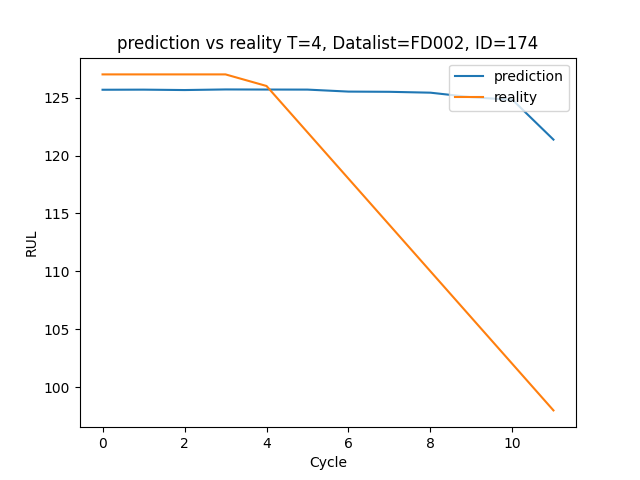 prediction vs reality T=4, Datalist=FD002, ID=174
prediction
reality
125
120
115
110
105
100
RUL
0 2 4 6 8 10
Cycle